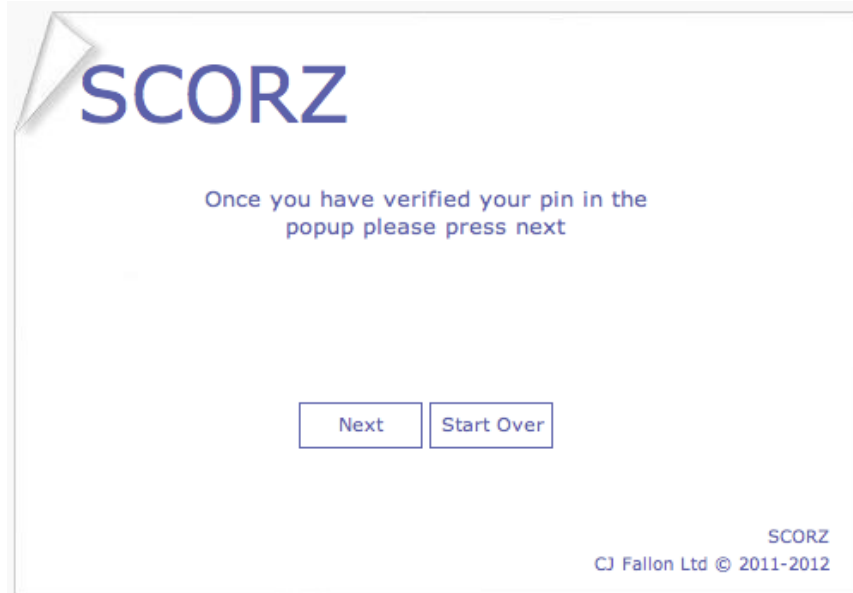 SCORZ
Once you have verified your pin in the
popup please press next
Next
Start Over
SCORZ
CJ Fallon Ltd © 2011-2012